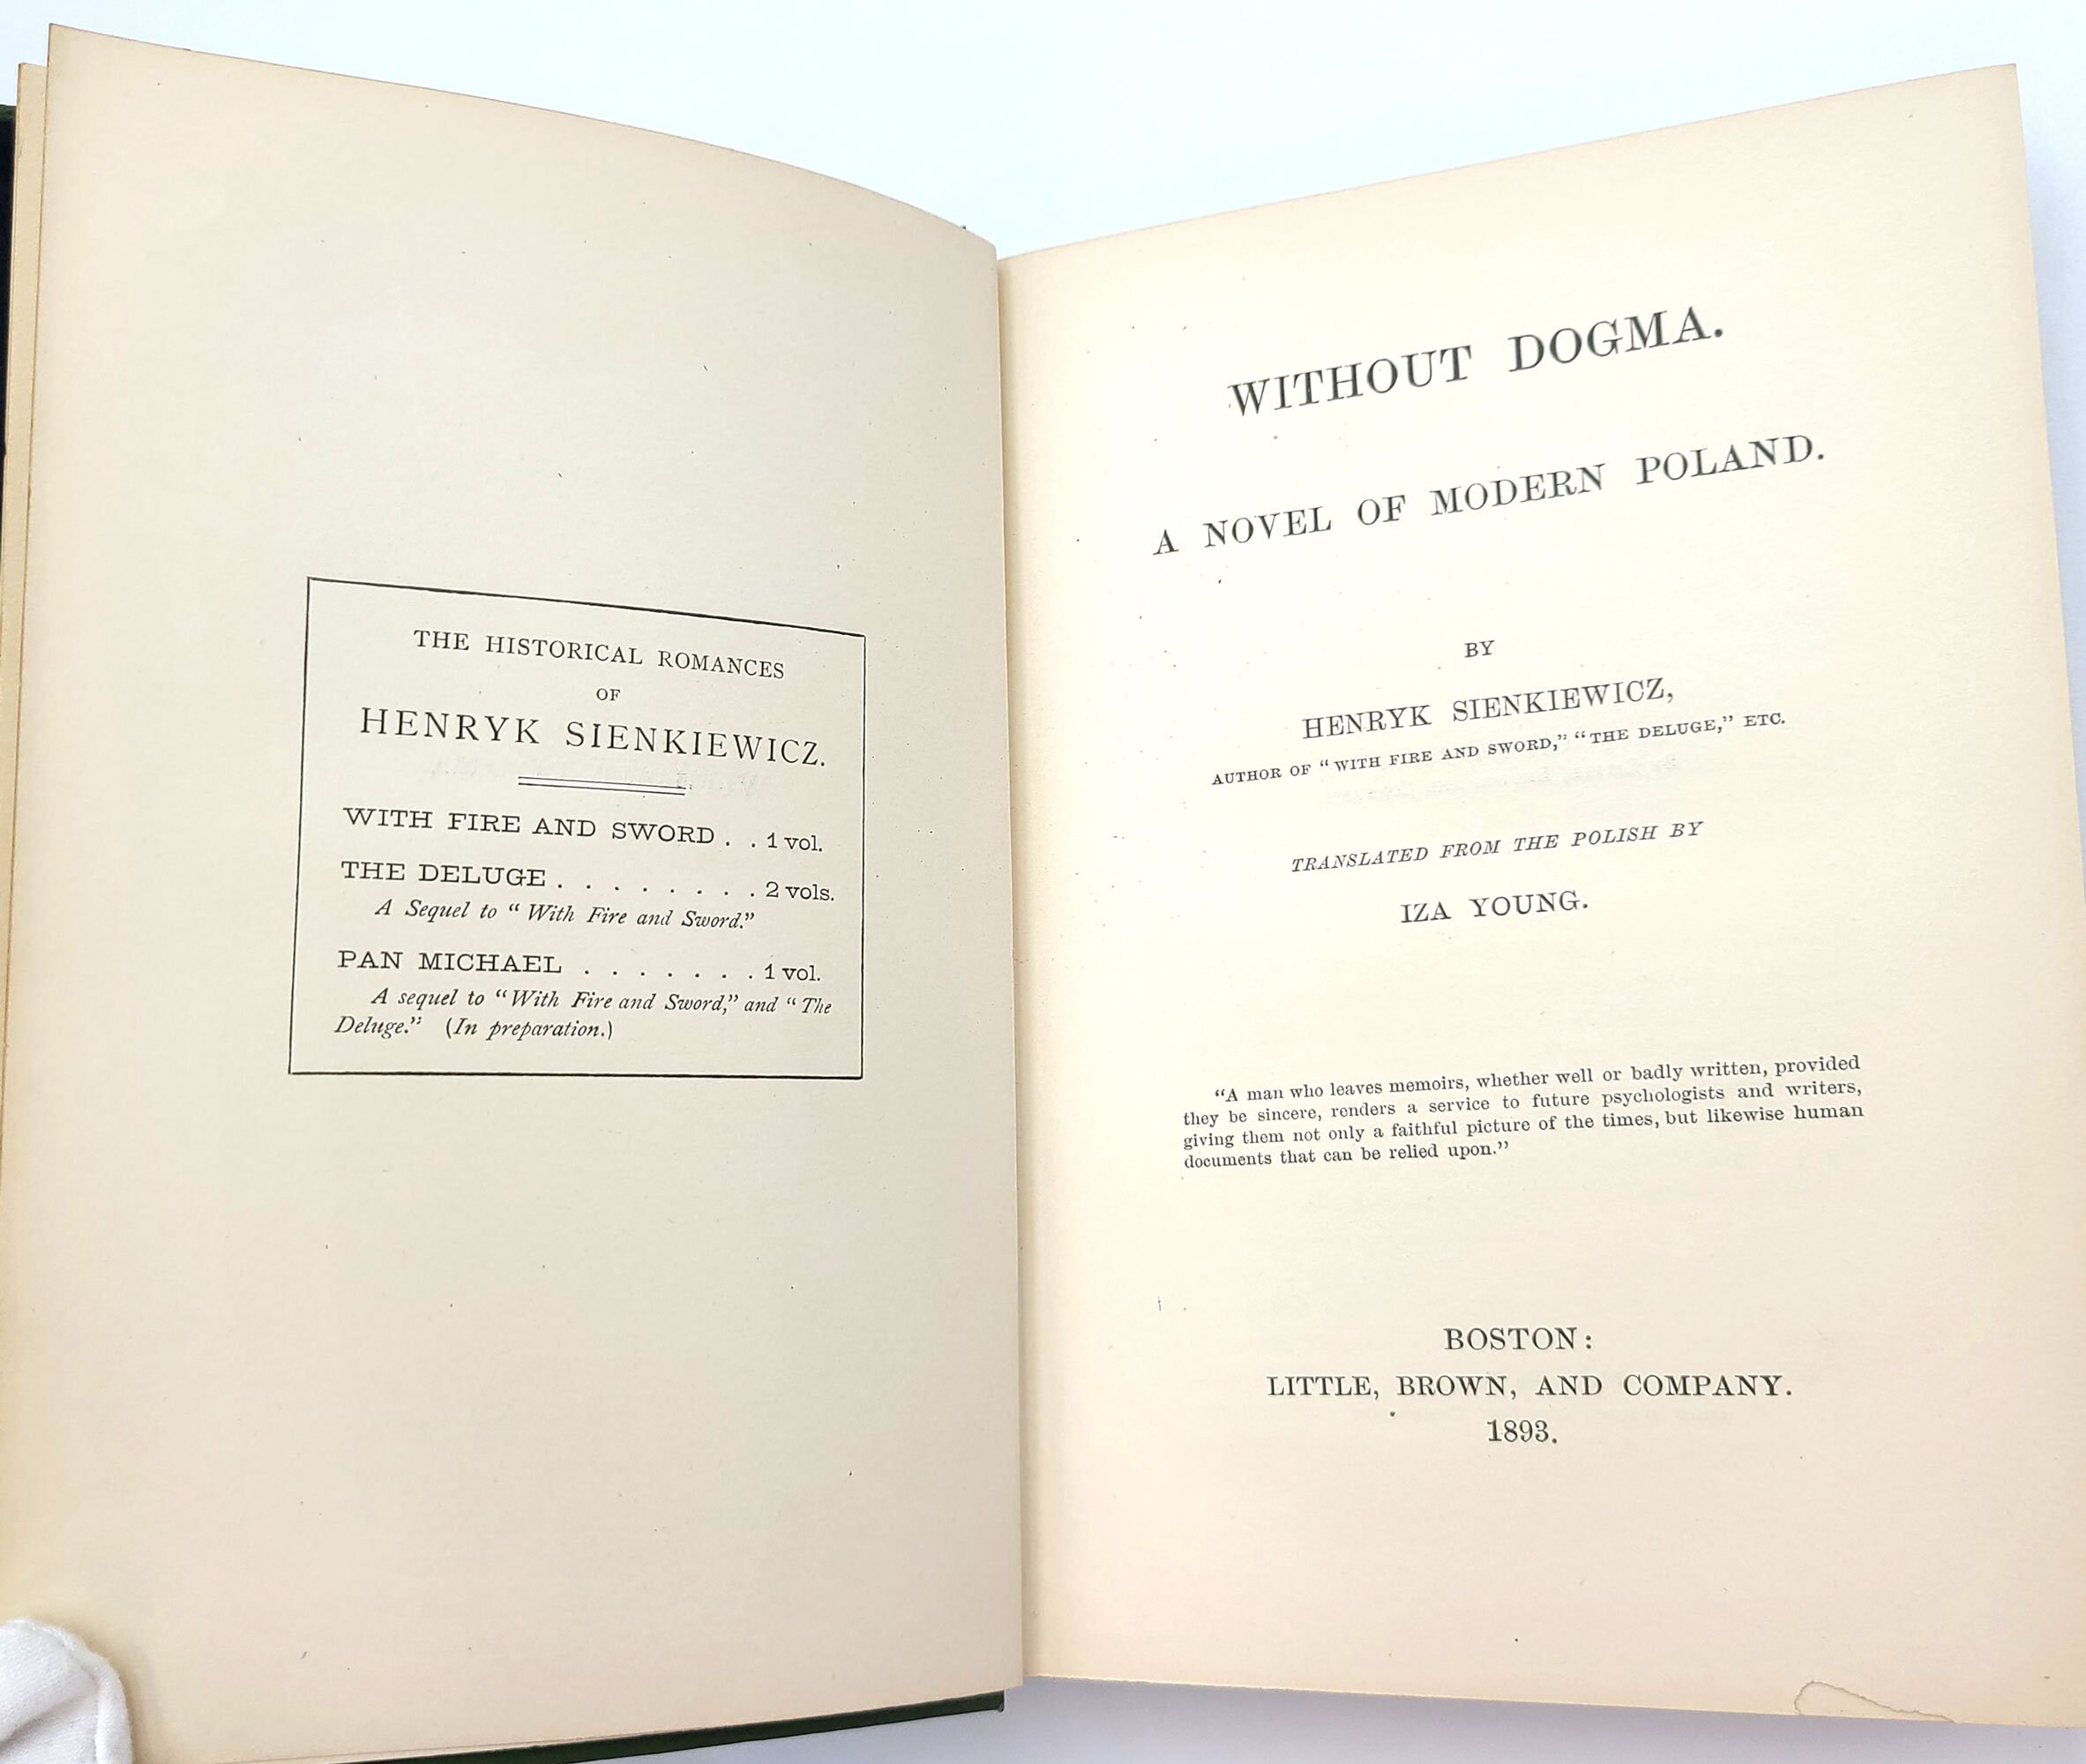 THE HISTORICAL ROMANCES
OF
HENRYK SIENKIEWICZ.
WITH FIRE AND SWORD . . 1 vol.
THE DELUGE . . . . . . . . 2 vols.
A Sequel to "With Fire and Sword."
PAN MICHAEL . . . . . . . 1 vol.
A sequel to "With Fire and Sword," and "The
Deluge." (In preparation.)
WITHOUT DOGMA.
A NOVEL OF MODERN POLAND.
BY
HENRYK SIENKIEWICZ,
AUTHOR OF "WITH FIRE AND SWORD," "THE DELUGE," ETC.
TRANSLATED FROM THE POLISH BY
IZA YOUNG.
"A man who leaves memoirs, whether well or badly written, provided
they be sincere, renders a service to future psychologists and writers,
giving them not only a faithful picture of the times, but likewise human
documents that can be relied upon."
BOSTON:
LITTLE, BROWN, AND COMPANY.
1893.